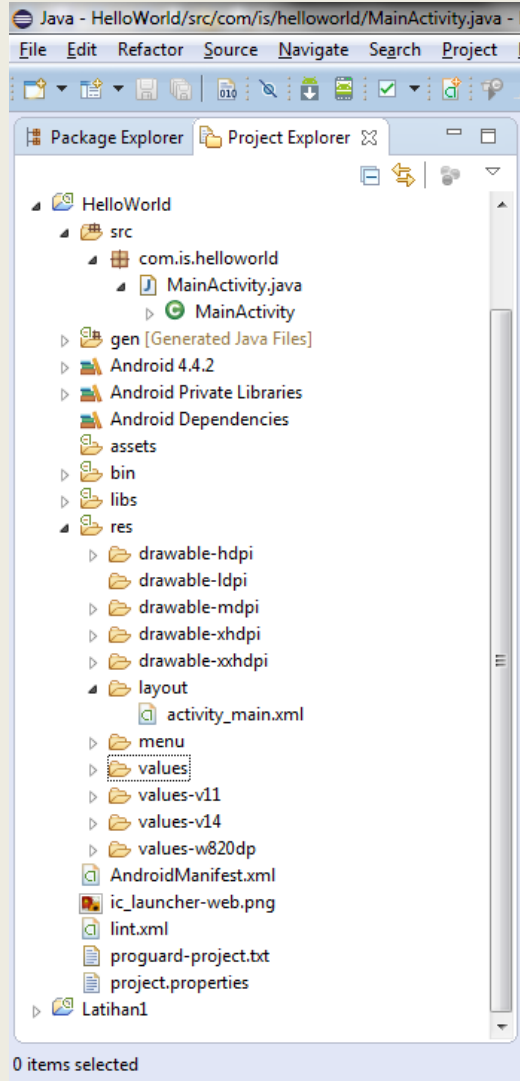 Java - HelloWorld/src/com/is/helloworld/MainActivity.java -
File Edit Refactor Source Navigate Search Project
Package Explorer Project Explorer
HelloWorld
src
com.is.helloworld
MainActivity.java
MainActivity
gen [Generated Java Files]
Android 4.4.2
Android Private Libraries
Android Dependencies
assets
bin
libs
res
drawable-hdpi
drawable-ldpi
drawable-mdpi
drawable-xhdpi
drawable-xxhdpi
layout
activity_main.xml
menu
values
values-v11
values-v14
values-w820dp
AndroidManifest.xml
ic_launcher-web.png
lint.xml
proguard-project.txt
project.properties
Latihan1
0 items selected